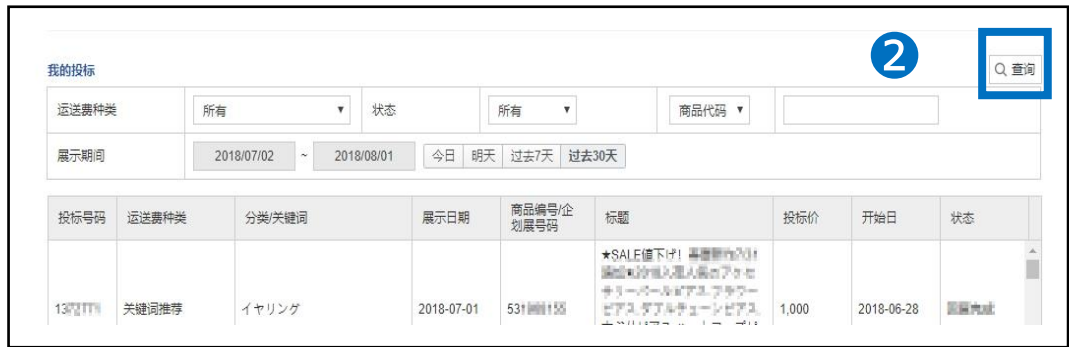 2
我的投标
查询
运送费种类 所有 状态 所有 商品代码
展示期间 2018/07/02 ~ 2018/08/01 今日 明天 过去7天 过去30天
投标号码 运送费种类 分类/关键词 展示日期 商品编号/企划展号码 标题 投标价 开始日 状态
★SALE値下げ!
关键词推荐 イヤリング 2018-07-01 1,000 2018-06-28